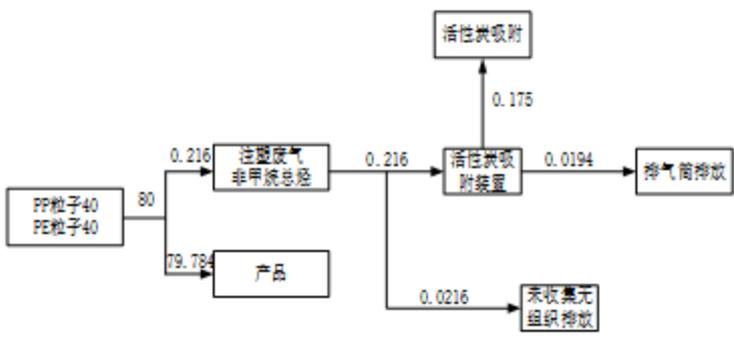 活性炭吸附
0.175
0.216
注塑废气
非甲烷总烃
0.216
活性炭吸
附装置
0.0194
排气筒排放
PP粒子40
PE粒子40
80
79.784
产品
0.0216
未收集无
组织排放